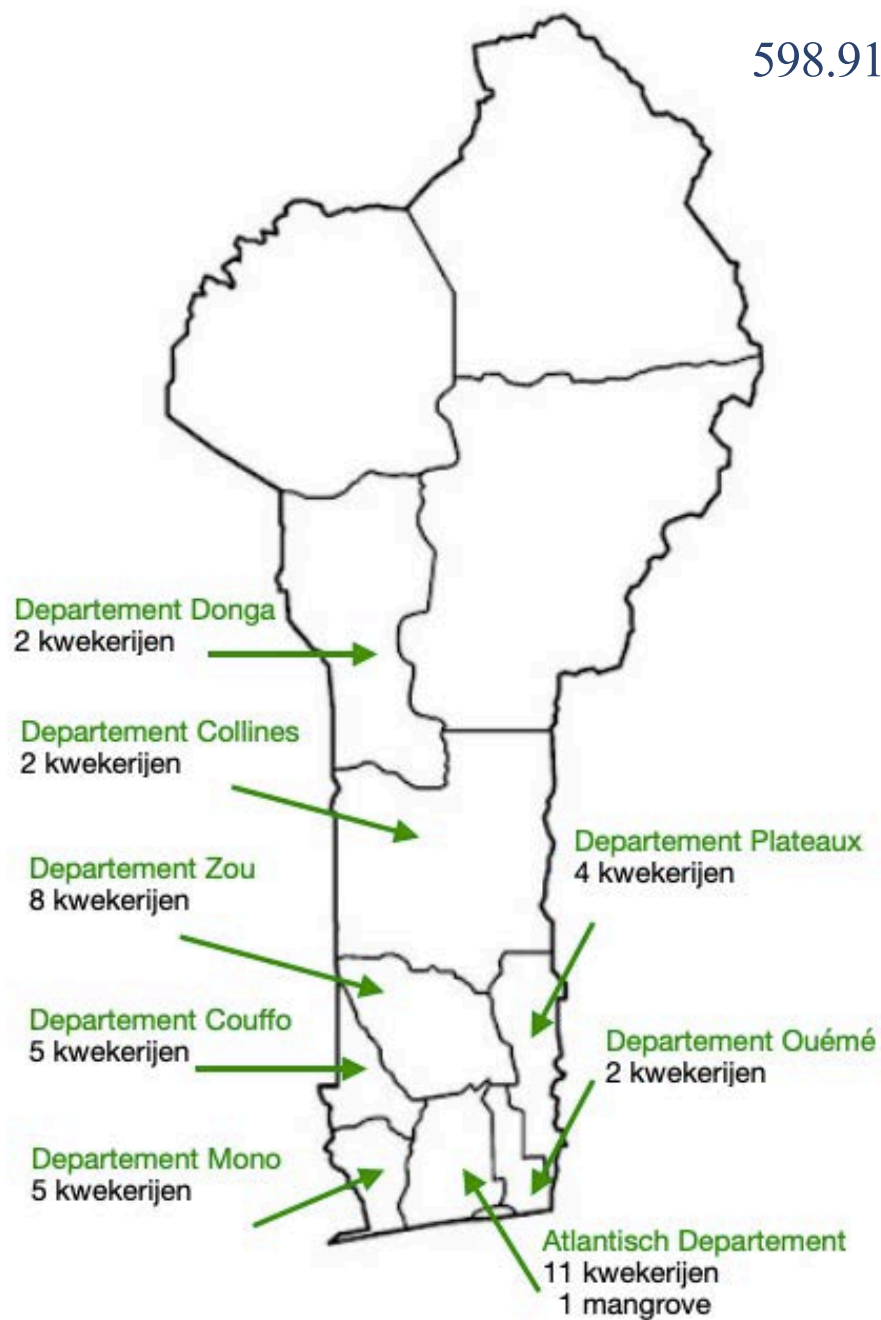 598.91
Departement Donga
2 kwekerijen
Departement Collines
2 kwekerijen
Departement Zou
8 kwekerijen
Departement Plateaux
4 kwekerijen
Departement Couffo
5 kwekerijen
Departement Ouémé
2 kwekerijen
Departement Mono
5 kwekerijen
Atlantisch Departement
11 kwekerijen
1 mangrove